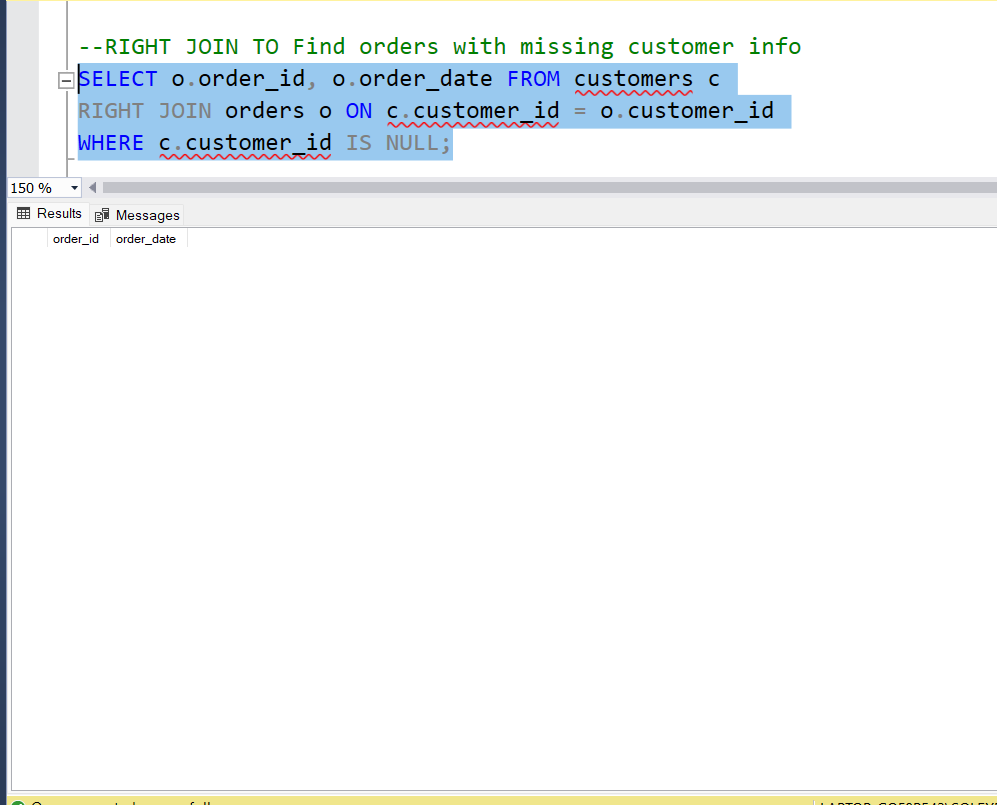 --RIGHT JOIN TO Find orders with missing customer info
SELECT o.order_id, o.order_date FROM customers c
RIGHT JOIN orders o ON c.customer_id = o.customer_id
WHERE c.customer_id IS NULL;
150 %
Results Messages
order_id order_date